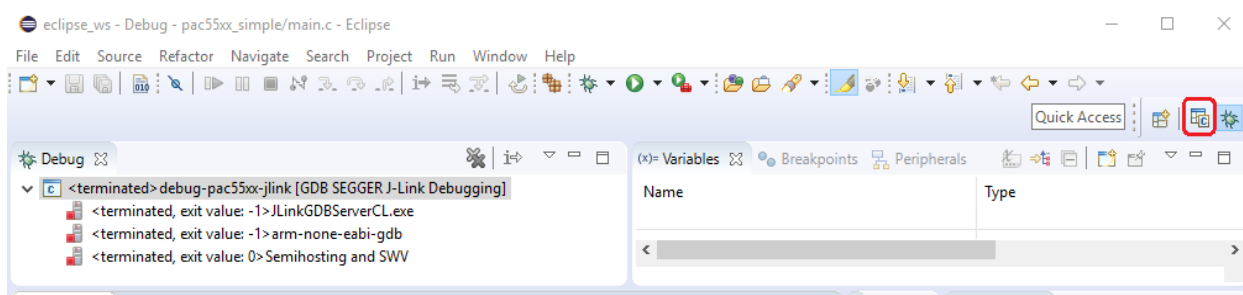 eclipse_ws - Debug - pac55xx_simple/main.c - Eclipse
File Edit Source Refactor Navigate Search Project Run Window Help
010
Quick Access
C
Debug
(x)= Variables Breakpoints Peripherals
c <terminated>debug-pac55xx-jlink [GDB SEGGER J-Link Debugging]
Name Type
<terminated, exit value: -1>JLinkGDBServerCL.exe
<terminated, exit value: -1>arm-none-eabi-gdb
<terminated, exit value: 0>Semihosting and SWV